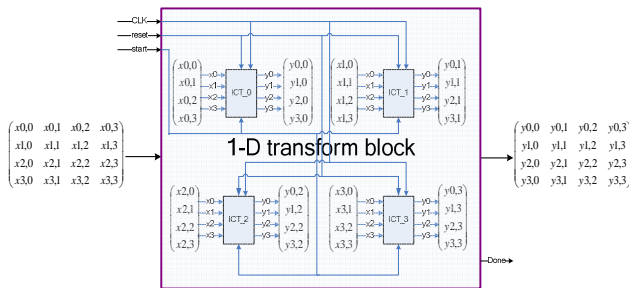 CLK
reset
start
x0,0 x0,1 x0,2 x0,3
x1,0 x1,1 x1,2 x1,3
x2,0 x2,1 x2,2 x2,3
x3,0 x3,1 x3,2 x3,3
x0,0
x0,1
x0,2
x0,3
x0
x1
x2
x3
ICT_0
y0
y1
y2
y3
y0,0
y1,0
y2,0
y3,0
x1,0
x1,1
x1,2
x1,3
x0
x1
x2
x3
ICT_1
y0
y1
y2
y3
y0,1
y1,1
y2,1
y3,1
1-D transform block
x2,0
x2,1
x2,2
x2,3
x0
x1
x2
x3
ICT_2
y0
y1
y2
y3
y0,2
y1,2
y2,2
y3,2
x3,0
x3,1
x3,2
x3,3
x0
x1
x2
x3
ICT_3
y0
y1
y2
y3
y0,3
y1,3
y2,3
y3,3
y0,0 y0,1 y0,2 y0,3
y1,0 y1,1 y1,2 y1,3
y2,0 y2,1 y2,2 y2,3
y3,0 y3,1 y3,2 y3,3
Done